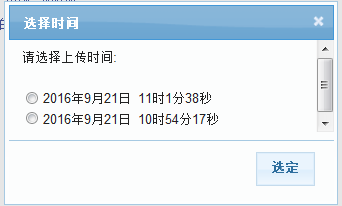 选择时间
请选择上传时间:
2016年9月21日 11时1分38秒
2016年9月21日 10时54分17秒
选定